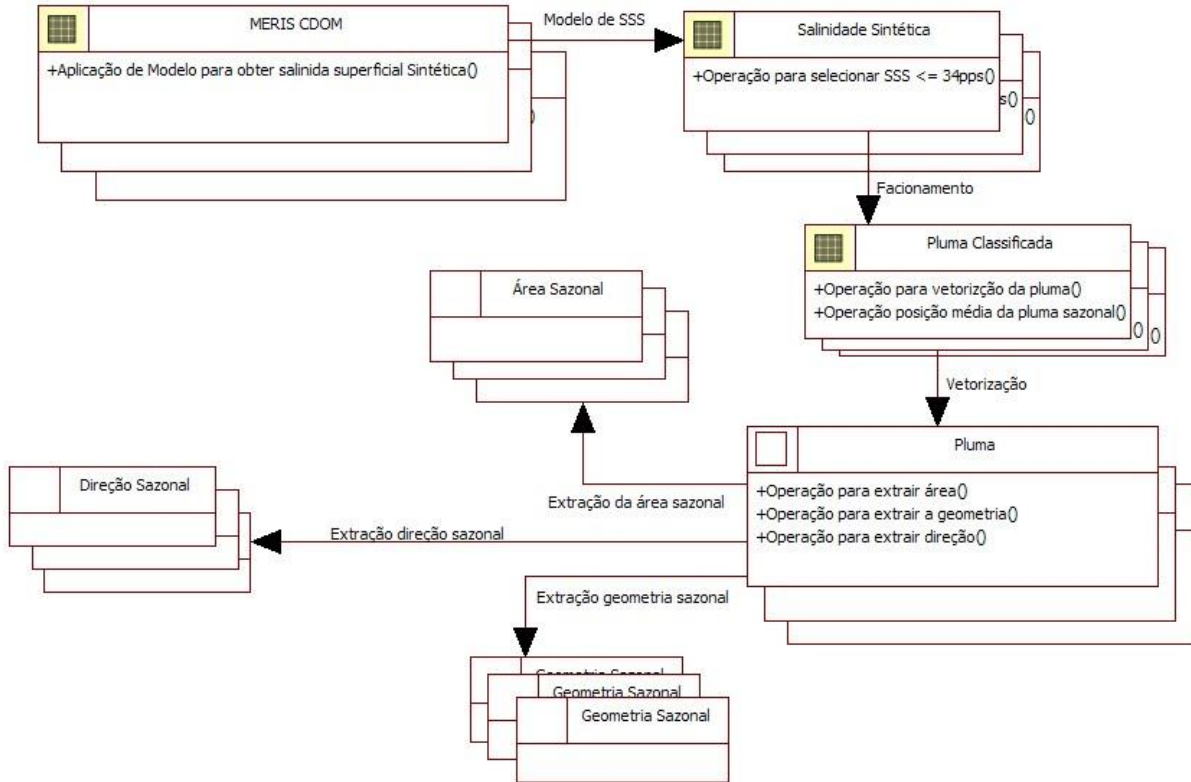 MERIS CDOM
+Aplicação de Modelo para obter salinida superficial Sintética()
)
Modelo de SSS
Salinidade Sintética
+Operação para selecionar SSS <= 34pps()
s()
()
Facionamento
Pluma Classificada
+Operação para vetorizção da pluma()
+Operação posição média da pluma sazonal()
()
()
Vetorização
Área Sazonal
Pluma
+Operação para extrair área()
+Operação para extrair a geometria()
+Operação para extrair direção()
Extração da área sazonal
Direção Sazonal
Extração direção sazonal
Extração geometria sazonal
Geometria Sazonal
Geometria Sazonal
Geometria Sazonal